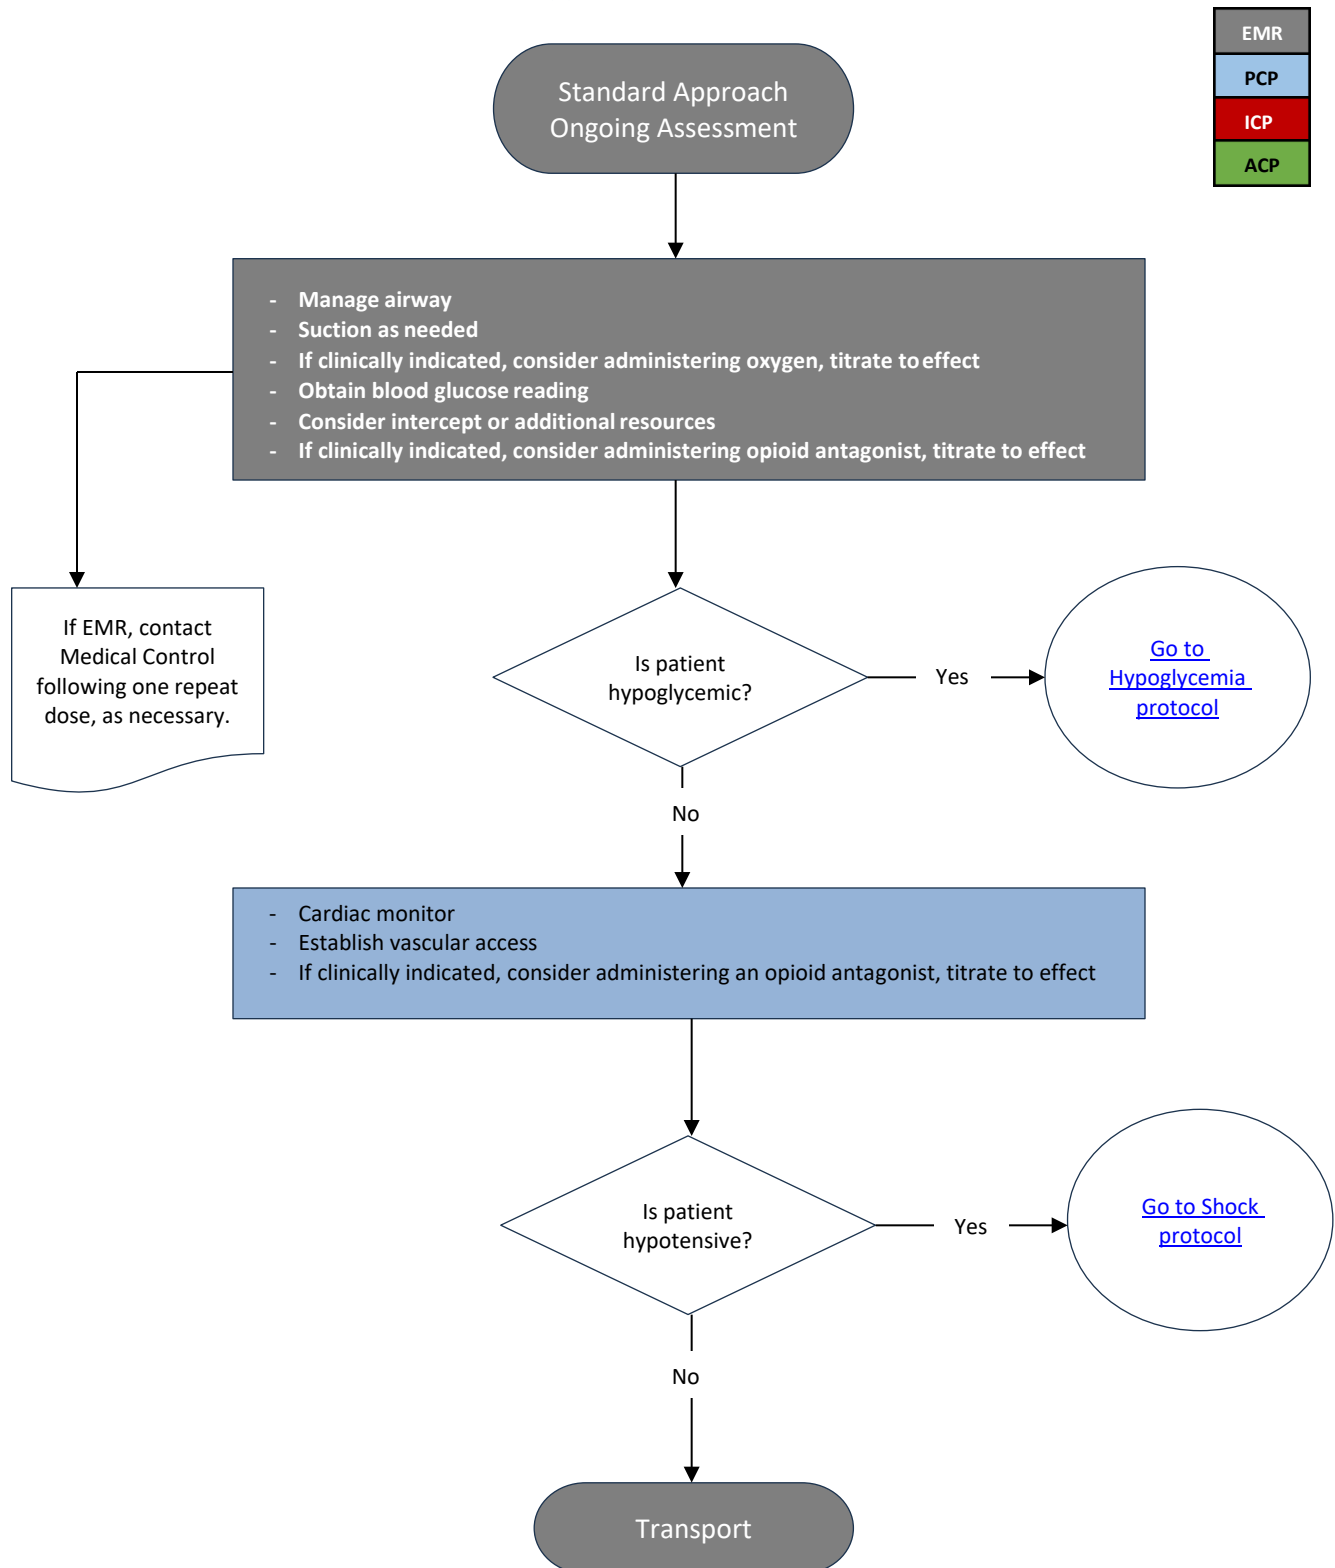 EMR
PCP
ICP
ACP
Standard Approach
Ongoing Assessment
- Manage airway
- Suction as needed
- If clinically indicated, consider administering oxygen, titrate to effect
- Obtain blood glucose reading
- Consider intercept or additional resources
- If clinically indicated, consider administering opioid antagonist, titrate to effect
If EMR, contact
Medical Control
following one repeat
dose, as necessary.
Is patient
hypoglycemic?
Yes
Go to
Hypoglycemia
protocol
No
- Cardiac monitor
- Establish vascular access
- If clinically indicated, consider administering an opioid antagonist, titrate to effect
Is patient
hypotensive?
Yes
Go to Shock
protocol
No
Transport